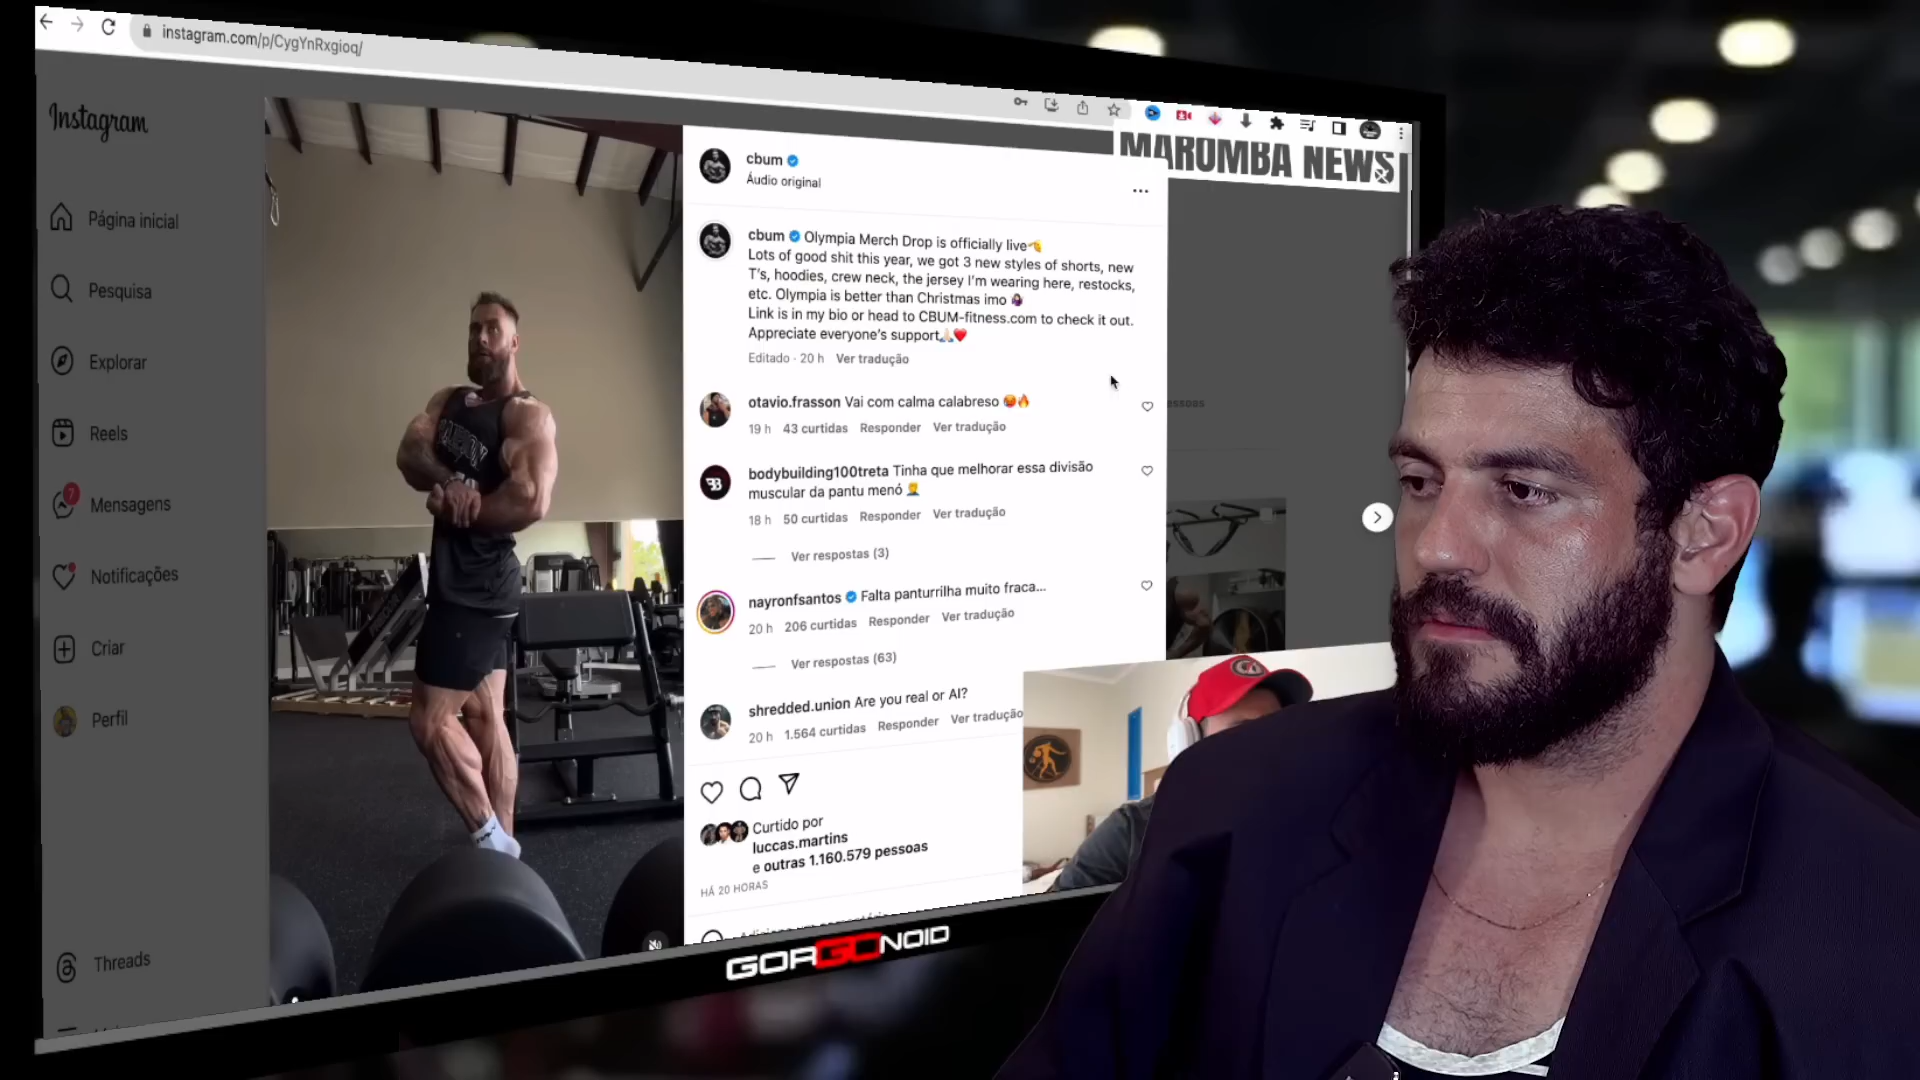 instagram.com/p/CygYnRxgioq/
Instagram
Página inicial
Pesquisa
Explorar
Reels
7
Mensagens
Notificações
Criar
Perfil
Threads
cbum
Áudio original
MAROMBA NEWS
cbum Olympia Merch Drop is officially live🫡
Lots of good shit this year, we got 3 new styles of shorts, new
T's, hoodies, crew neck, the jersey I'm wearing here, restocks,
etc. Olympia is better than Christmas imo 🤷🏻‍♂️
Link is in my bio or head to CBUM-fitness.com to check it out.
Appreciate everyone's support🙏🏻❤️
Editado · 20 h Ver tradução
otavio.frasson Vai com calma calabreso 🥵🔥
19 h 43 curtidas Responder Ver tradução
bodybuilding100treta Tinha que melhorar essa divisão
muscular da pantu menó 🤦‍♂️
18 h 50 curtidas Responder Ver tradução
Ver respostas (3)
nayronfsantos Falta panturrilha muito fraca...
20 h 206 curtidas Responder Ver tradução
Ver respostas (63)
shredded.union Are you real or AI?
20 h 1.564 curtidas Responder Ver tradução
Curtido por
luccas.martins
e outras 1.160.579 pessoas
HÁ 20 HORAS
GORGONOID